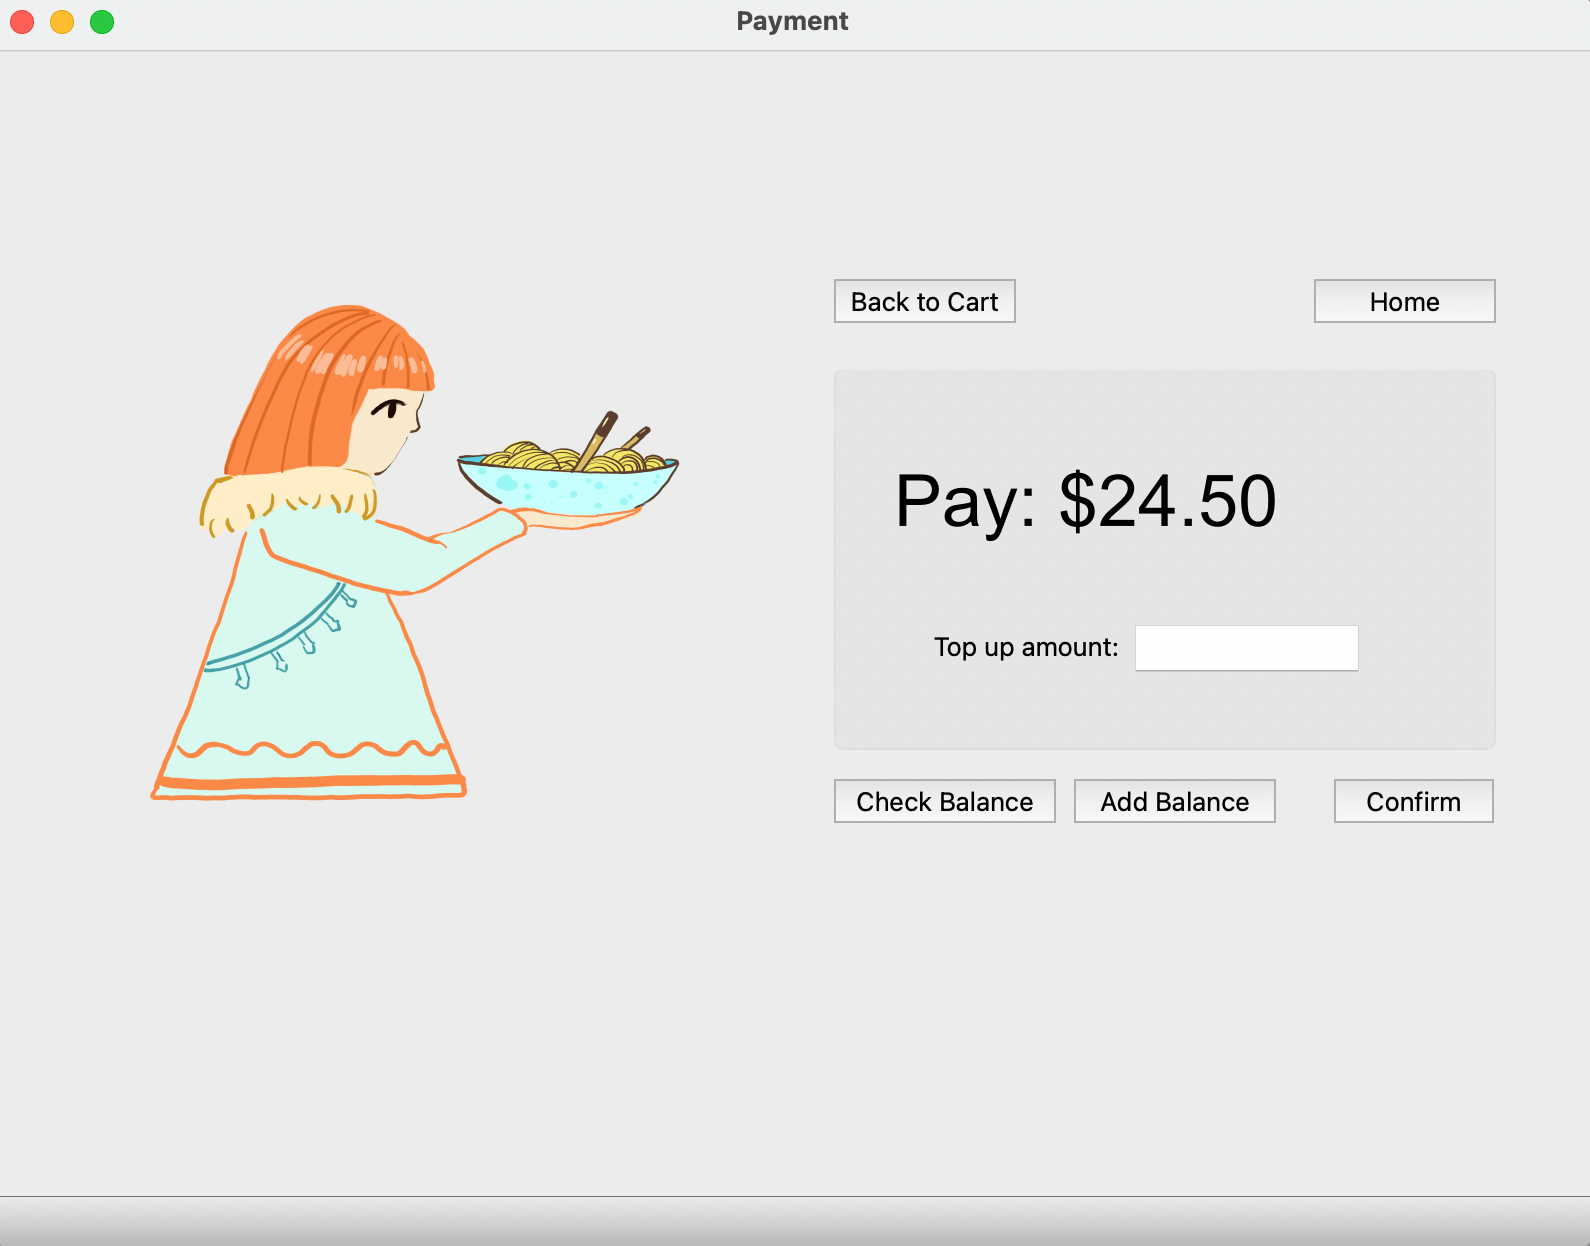 Payment
Back to Cart
Home
Pay: $24.50
Top up amount:
Check Balance
Add Balance
Confirm